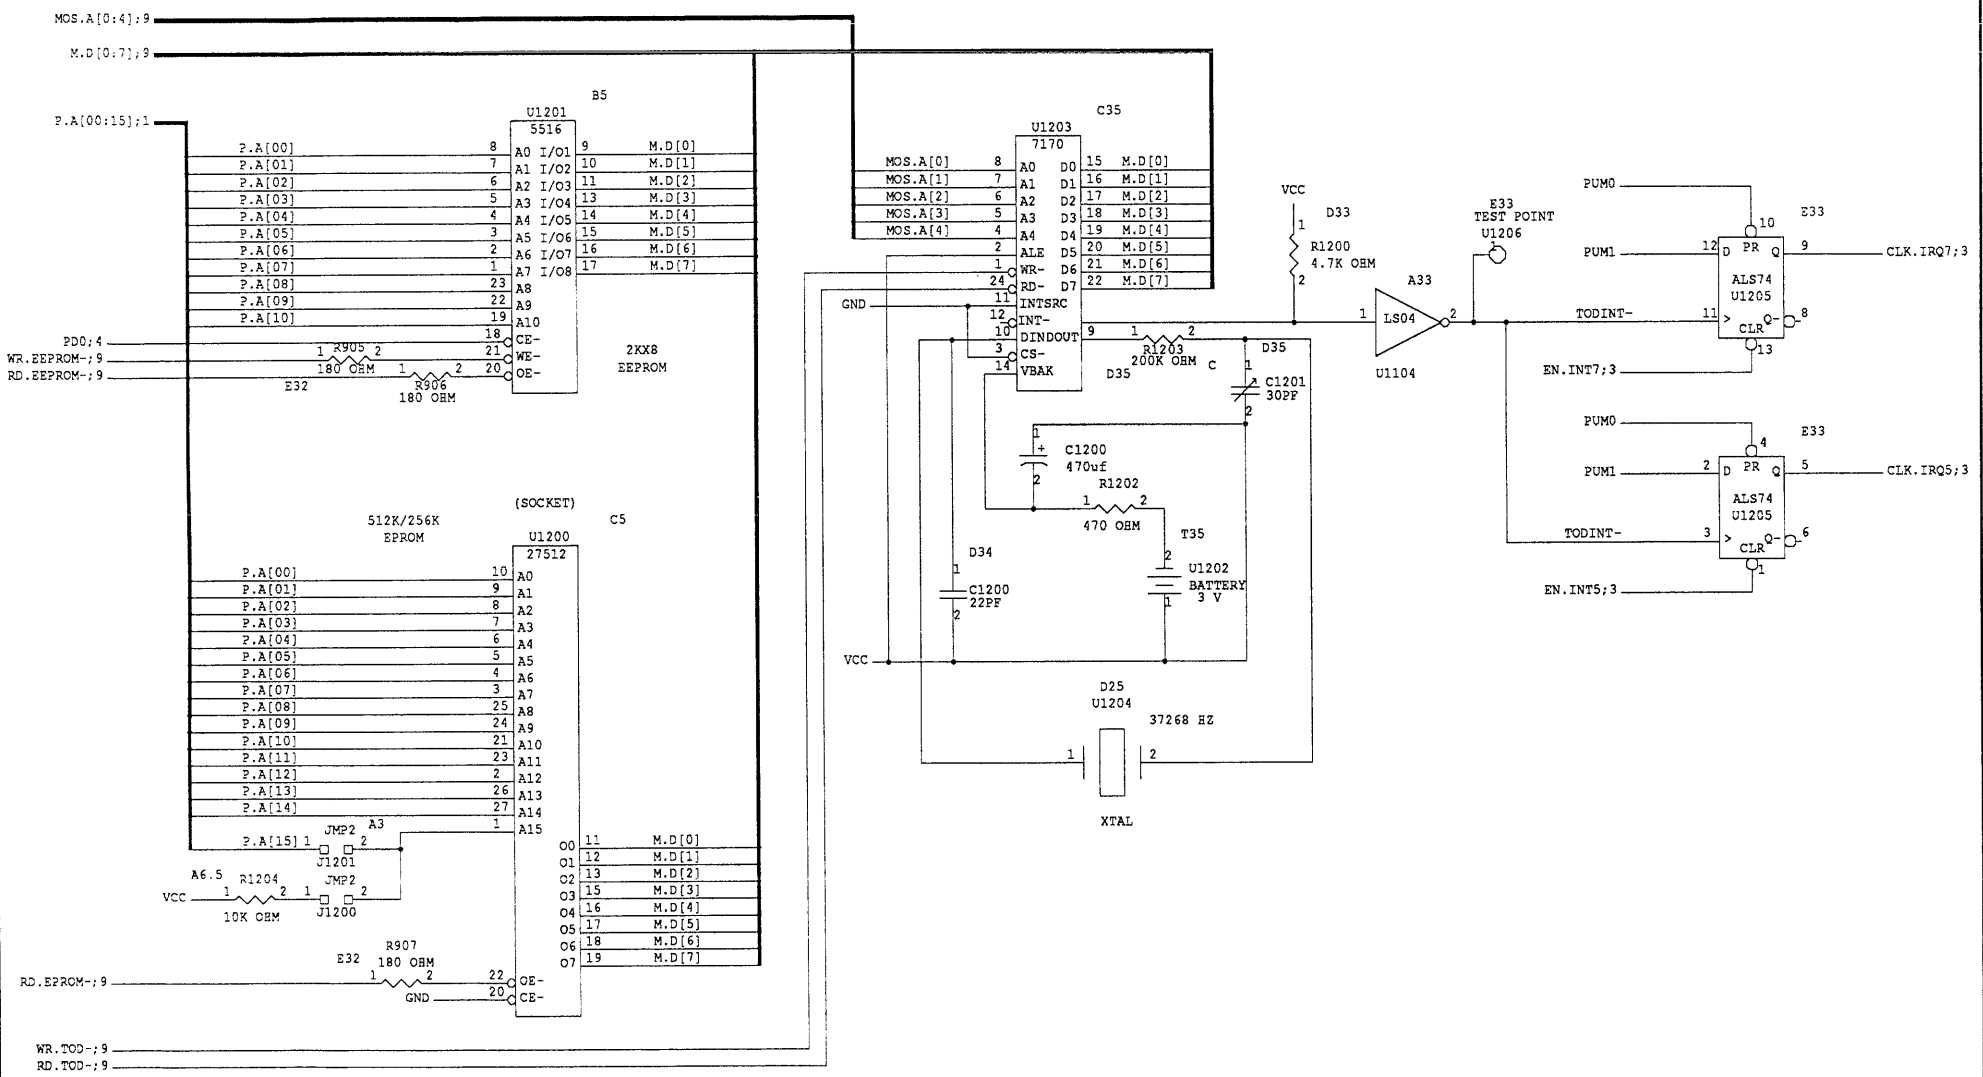 MOS.A[0:4];9
M.D[0:7];9
P.A[00:15];1
B5
U1201
5516
P.A[00] 8 A0 I/O1 9 M.D[0]
P.A[01] 7 A1 I/O2 10 M.D[1]
P.A[02] 6 A2 I/O3 11 M.D[2]
P.A[03] 5 A3 I/O4 13 M.D[3]
P.A[04] 4 A4 I/O5 14 M.D[4]
P.A[05] 3 A5 I/O6 15 M.D[5]
P.A[06] 2 A6 I/O7 16 M.D[6]
P.A[07] 1 A7 I/O8 17 M.D[7]
P.A[08] 23 A8
P.A[09] 22 A9
P.A[10] 19 A10
PD0;4 18 CE-
WR.EEPROM-;9 1 R905 2 21 WE-
180 OHM
RD.EEPROM-;9 1 R906 2 20 OE-
E32
180 OHM
2KX8
EEPROM
(SOCKET)
512K/256K
EPROM
C5
U1200
27512
P.A[00] 10 A0
P.A[01] 9 A1
P.A[02] 8 A2
P.A[03] 7 A3
P.A[04] 6 A4
P.A[05] 5 A5
P.A[06] 4 A6
P.A[07] 3 A7
P.A[08] 25 A8
P.A[09] 24 A9
P.A[10] 21 A10
P.A[11] 23 A11
P.A[12] 2 A12
P.A[13] 26 A13
P.A[14] 27 A14
1 A15
JMP2 A3
P.A[15] 1 2
J1201
A6.5 R1204 JMP2
VCC 1 2 1 2
10K OHM J1200
O0 11 M.D[0]
O1 12 M.D[1]
O2 13 M.D[2]
O3 15 M.D[3]
O4 16 M.D[4]
O5 17 M.D[5]
O6 18 M.D[6]
O7 19 M.D[7]
R907
E32 180 OHM
RD.EPROM-;9 1 2 22 OE-
GND 20 CE-
WR.TOD-;9
RD.TOD-;9
C35
U1203
7170
MOS.A[0] 8 A0 D0 15 M.D[0]
MOS.A[1] 7 A1 D1 16 M.D[1]
MOS.A[2] 6 A2 D2 17 M.D[2]
MOS.A[3] 5 A3 D3 18 M.D[3]
MOS.A[4] 4 A4 D4 19 M.D[4]
2 ALE D5 20 M.D[5]
1 WR- D6 21 M.D[6]
24 RD- D7 22 M.D[7]
GND 11 INTSRC
12 INT-
10 DINDOUT 9 1 2
R1203
200K OHM
3 CS-
14 VBAK
D35
C
D35
1
C1201
30PF
2
1
+
C1200
470uf
2
R1202
1 2
470 OHM
T35
2
U1202
BATTERY
3 V
1
D34
1
C1200
22PF
2
VCC
D25
U1204
37268 HZ
1 2
XTAL
VCC
D33
1
R1200
4.7K OHM
2
A33
1 LS04 2
U1104
E33
TEST POINT
U1206
1
PUM0 10 E33
PUM1 12 D PR Q 9 CLK.IRQ7;3
ALS74
U1205
TODINT- 11 > CLR Q- 8
13
EN.INT7;3
PUM0 4 E33
PUM1 2 D PR Q 5 CLK.IRQ5;3
ALS74
U1205
TODINT- 3 > CLR Q- 6
1
EN.INT5;3